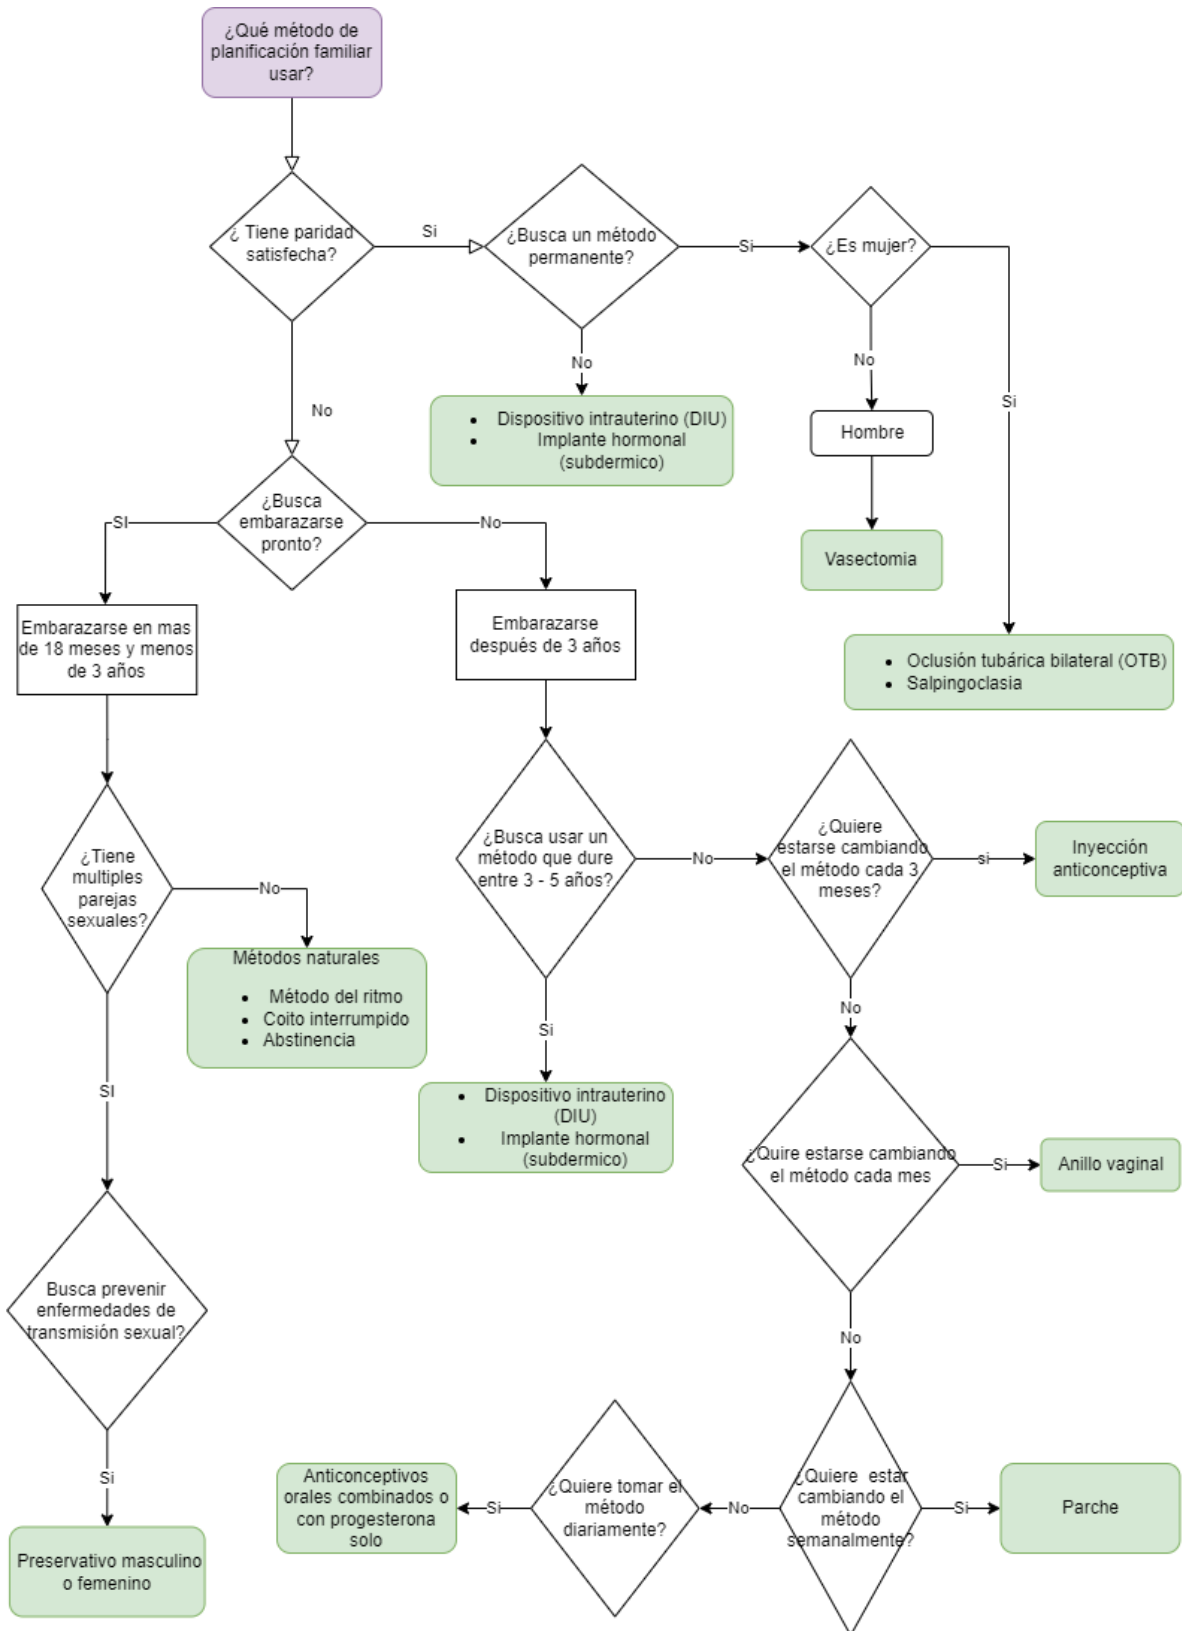 ¿Qué método de
planificación familiar
usar?
¿ Tiene paridad
satisfecha?
Si
¿Busca un método
permanente?
Si
¿Es mujer?
No
No
Si
No
• Dispositivo intrauterino (DIU)
• Implante hormonal
(subdermico)
Hombre
Vasectomia
• Oclusión tubárica bilateral (OTB)
• Salpingoclasia
¿Busca
embarazarse
pronto?
SI
No
Embarazarse en mas
de 18 meses y menos
de 3 años
Embarazarse
después de 3 años
¿Tiene
multiples
parejas
sexuales?
No
Métodos naturales
• Método del ritmo
• Coito interrumpido
• Abstinencia
SI
Busca prevenir
enfermedades de
transmisión sexual?
Si
Preservativo masculino
o femenino
¿Busca usar un
método que dure
entre 3 - 5 años?
No
Si
• Dispositivo intrauterino
(DIU)
• Implante hormonal
(subdermico)
¿Quiere
estarse cambiando
el método cada 3
meses?
si
Inyección
anticonceptiva
No
¿Quire estarse cambiando
el método cada mes
Si
Anillo vaginal
No
¿Quiere estar
cambiando el
método
semanalmente?
Si
Parche
No
¿Quiere tomar el
método
diariamente?
Si
Anticonceptivos
orales combinados o
con progesterona
solo